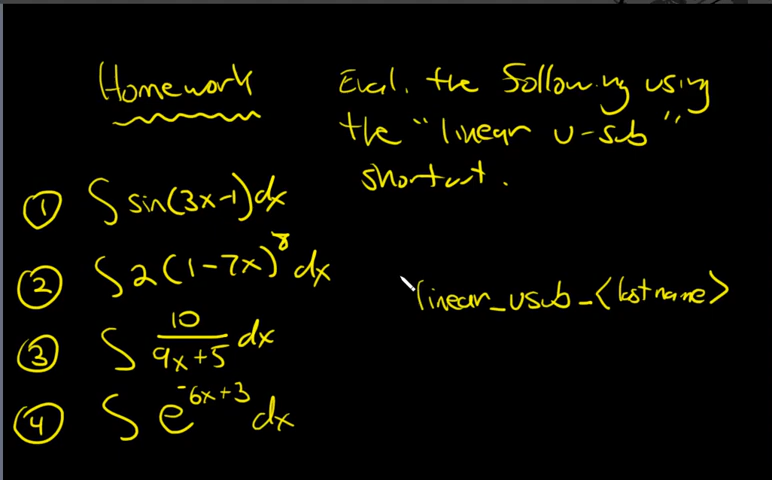 Homework
Eval. the following using
the "linear u-sub"
shortcut.
① ∫ sin(3x-1)dx
② ∫ 2(1-7x)⁸ dx
③ ∫ 10/(9x+5) dx
④ ∫ e^(-6x+3) dx
linear_usub_<lastname>